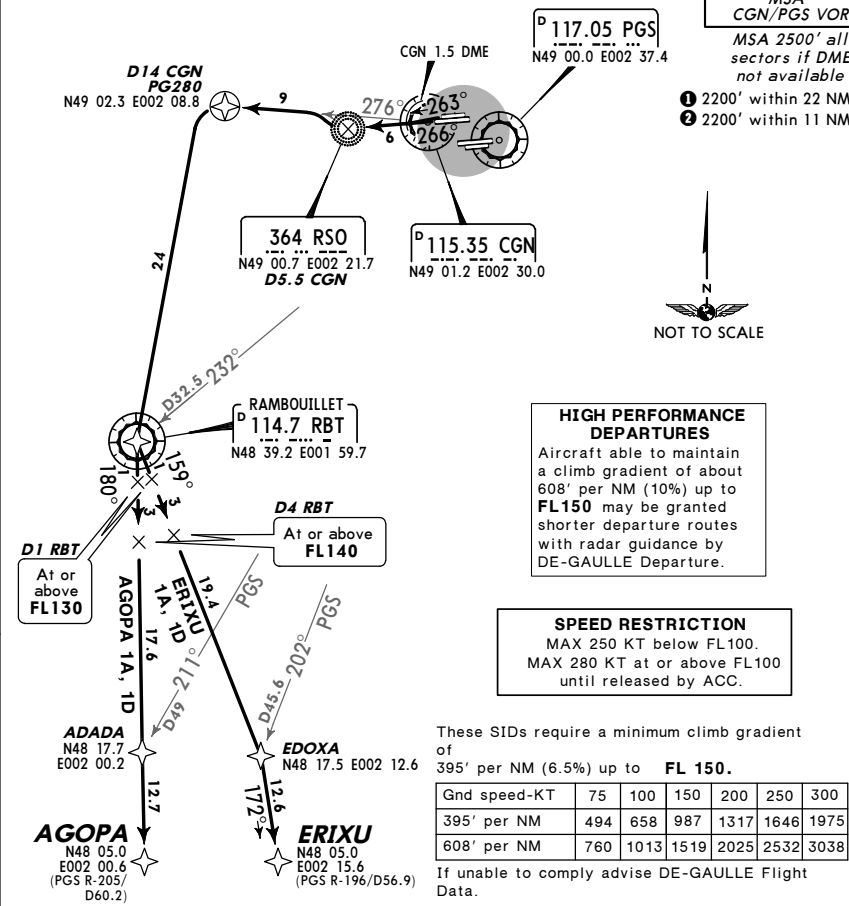 MSA
CGN/PGS VOR
MSA 2500' all
sectors if DME
not available
❶ 2200' within 22 NM
❷ 2200' within 11 NM
D 117.05 PGS
N49 00.0 E002 37.4
CGN 1.5 DME
D14 CGN
PG280
N49 02.3 E002 08.8
9
276°
263°
266°
6
364 RSO
N49 00.7 E002 21.7
D5.5 CGN
D 115.35 CGN
N49 01.2 E002 30.0
N
NOT TO SCALE
24
D32.5 232°
RAMBOUILLET
D 114.7 RBT
N48 39.2 E001 59.7
HIGH PERFORMANCE
DEPARTURES
Aircraft able to maintain
a climb gradient of about
608' per NM (10%) up to
FL150 may be granted
shorter departure routes
with radar guidance by
DE-GAULLE Departure.
180°
1
1
159°
3
3
D1 RBT
At or
above
FL130
D4 RBT
At or above
FL140
AGOPA 1A, 1D
17.6
ERIXU
1A, 1D
19.4
D49 211° PGS
D45.6 202° PGS
SPEED RESTRICTION
MAX 250 KT below FL100.
MAX 280 KT at or above FL100
until released by ACC.
ADADA
N48 17.7
E002 00.2
EDOXA
N48 17.5 E002 12.6
12.7
12.6
172°
AGOPA
N48 05.0
E002 00.6
(PGS R-205/
D60.2)
ERIXU
N48 05.0
E002 15.6
(PGS R-196/D56.9)
These SIDs require a minimum climb gradient
of
395' per NM (6.5%) up to FL 150.
Gnd speed-KT 75 100 150 200 250 300
395' per NM 494 658 987 1317 1646 1975
608' per NM 760 1013 1519 2025 2532 3038
If unable to comply advise DE-GAULLE Flight
Data.